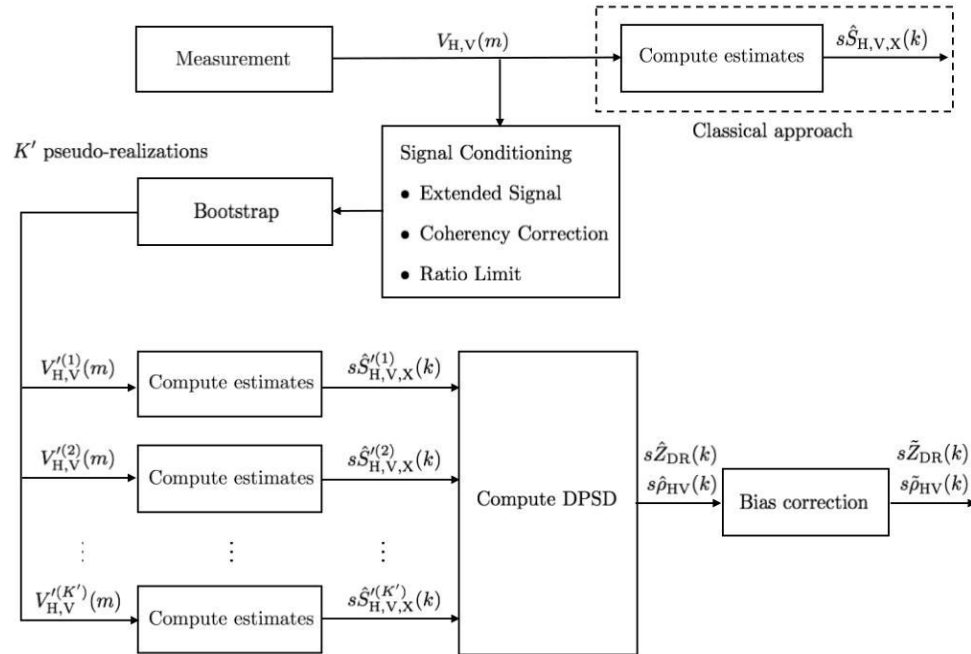 Measurement
V_{H,V}(m)
Compute estimates
sŜ_{H,V,X}(k)
Classical approach
K′ pseudo-realizations
Signal Conditioning
● Extended Signal
● Coherency Correction
● Ratio Limit
Bootstrap
V′^{(1)}_{H,V}(m)
Compute estimates
sŜ′^{(1)}_{H,V,X}(k)
V′^{(2)}_{H,V}(m)
Compute estimates
sŜ′^{(2)}_{H,V,X}(k)
⋮ ⋮ ⋮
V′^{(K′)}_{H,V}(m)
Compute estimates
sŜ′^{(K′)}_{H,V,X}(k)
Compute DPSD
sẐ_{DR}(k)
sρ̂_{HV}(k)
Bias correction
sZ̃_{DR}(k)
sρ̃_{HV}(k)